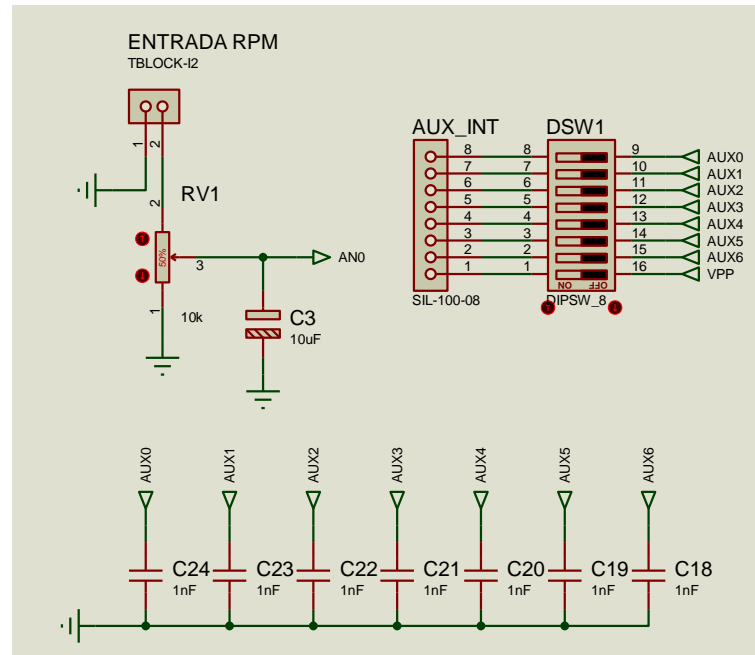 ENTRADA RPM
TBLOCK-I2
1
2
RV1
2
50%
3
1
10k
AN0
C3
10uF
AUX_INT
DSW1
8 8 9 AUX0
7 7 10 AUX1
6 6 11 AUX2
5 5 12 AUX3
4 4 13 AUX4
3 3 14 AUX5
2 2 15 AUX6
1 1 16 VPP
ON OFF
SIL-100-08
DIPSW_8
AUX0 AUX1 AUX2 AUX3 AUX4 AUX5 AUX6
C24 C23 C22 C21 C20 C19 C18
1nF 1nF 1nF 1nF 1nF 1nF 1nF